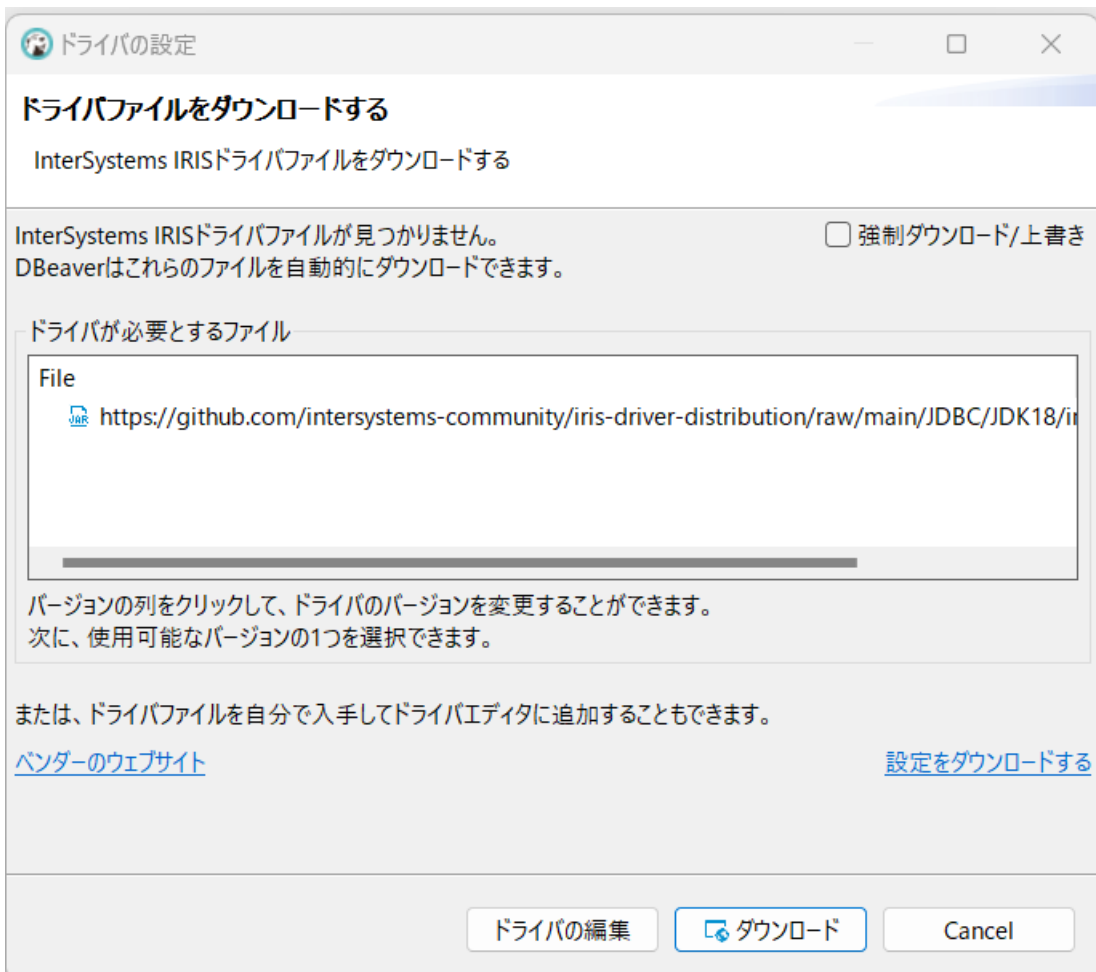 ドライバの設定
ドライバファイルをダウンロードする
InterSystems IRISドライバファイルをダウンロードする
InterSystems IRISドライバファイルが見つかりません。
強制ダウンロード/上書き
DBeaverはこれらのファイルを自動的にダウンロードできます。
ドライバが必要とするファイル
File
JAR https://github.com/intersystems-community/iris-driver-distribution/raw/main/JDBC/JDK18/
バージョンの列をクリックして、ドライバのバージョンを変更することができます。
次に、使用可能なバージョンの1つを選択できます。
または、ドライバファイルを自分で入手してドライバエディタに追加することもできます。
ベンダーのウェブサイト
設定をダウンロードする
ドライバの編集
ダウンロード
Cancel